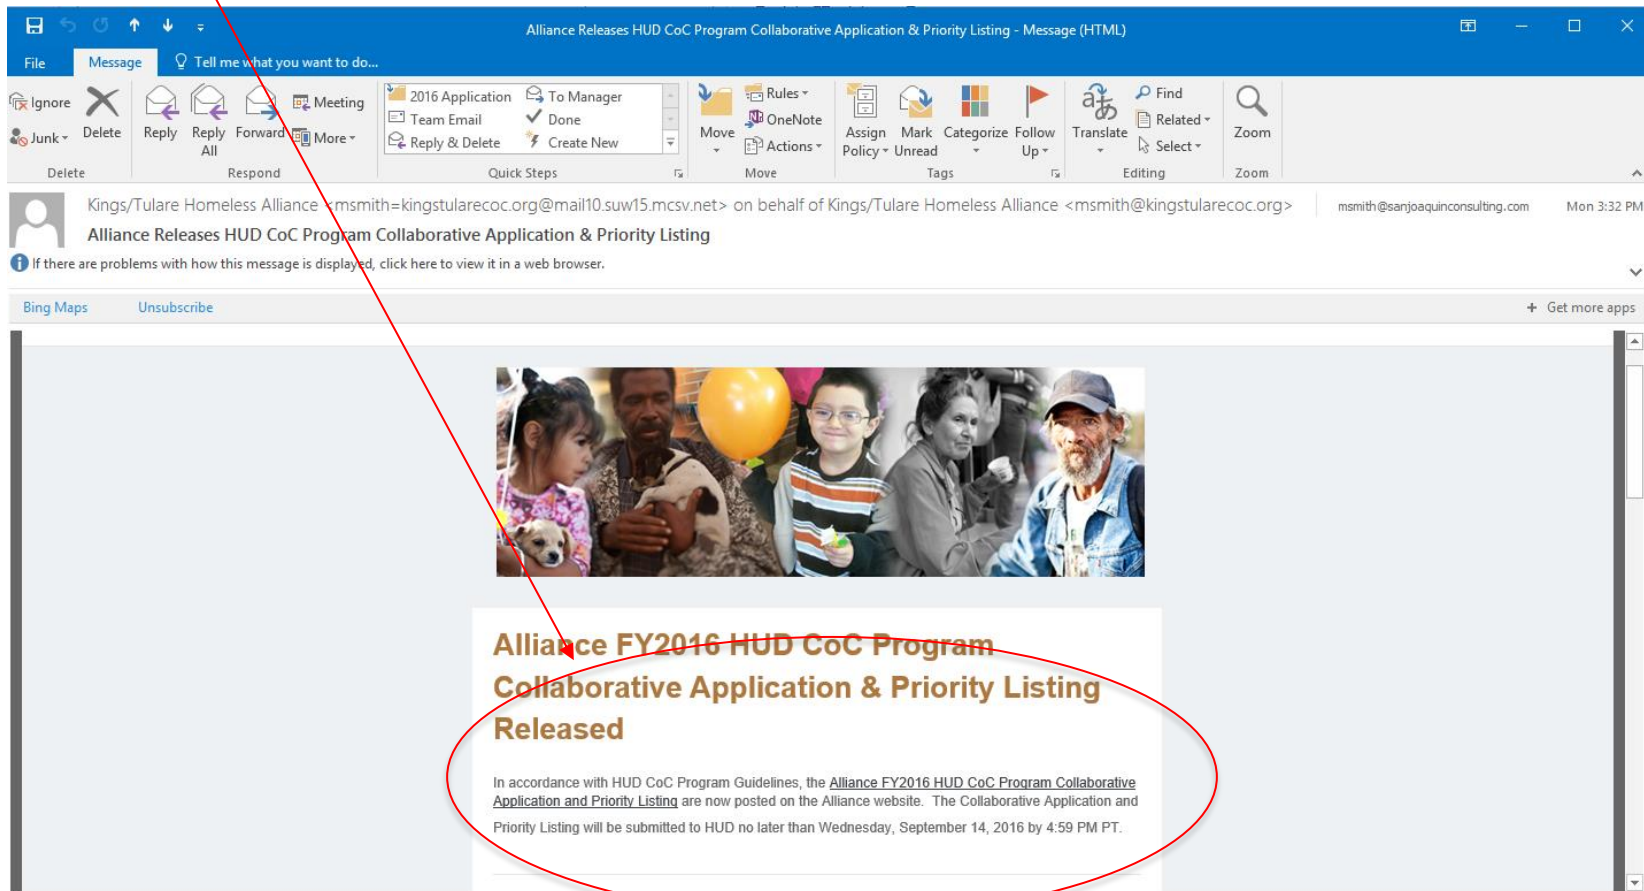 Alliance Releases HUD CoC Program Collaborative Application & Priority Listing - Message (HTML)
File Message Tell me what you want to do...
Ignore
Junk
Delete
Reply
Reply All
Forward
Meeting
More
2016 Application
Team Email
Reply & Delete
To Manager
Done
Create New
Move
Rules
OneNote
Actions
Assign Policy
Mark Unread
Categorize
Follow Up
Translate
Find
Related
Select
Zoom
Delete Respond Quick Steps Move Tags Editing Zoom
Kings/Tulare Homeless Alliance <msmith=kingstularecoc.org@mail10.suw15.mcsv.net> on behalf of Kings/Tulare Homeless Alliance <msmith@kingstularecoc.org> msmith@sanjoaquinconsulting.com Mon 3:32 PM
Alliance Releases HUD CoC Program Collaborative Application & Priority Listing
If there are problems with how this message is displayed, click here to view it in a web browser.
Bing Maps Unsubscribe + Get more apps
Alliance FY2016 HUD CoC Program
Collaborative Application & Priority Listing
Released
In accordance with HUD CoC Program Guidelines, the Alliance FY2016 HUD CoC Program Collaborative
Application and Priority Listing are now posted on the Alliance website. The Collaborative Application and
Priority Listing will be submitted to HUD no later than Wednesday, September 14, 2016 by 4:59 PM PT.